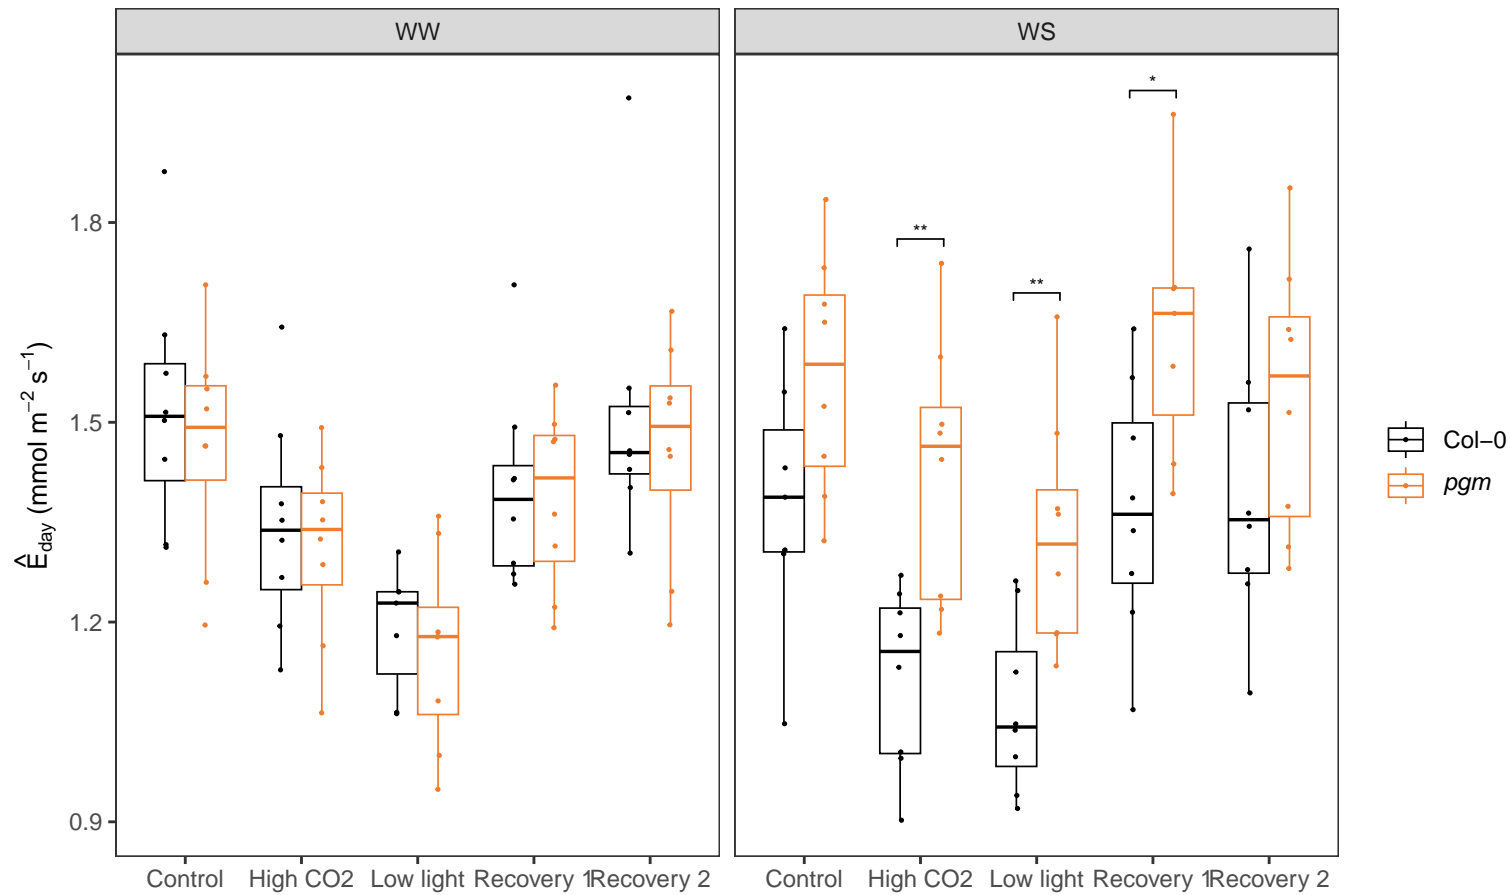 WW WS
* 
** 
** 
1.8
1.5
1.2
0.9
Ê_day (mmol m⁻² s⁻¹)
Col−0
pgm
Control High CO2 Low light Recovery 1 Recovery 2 Control High CO2 Low light Recovery 1 Recovery 2